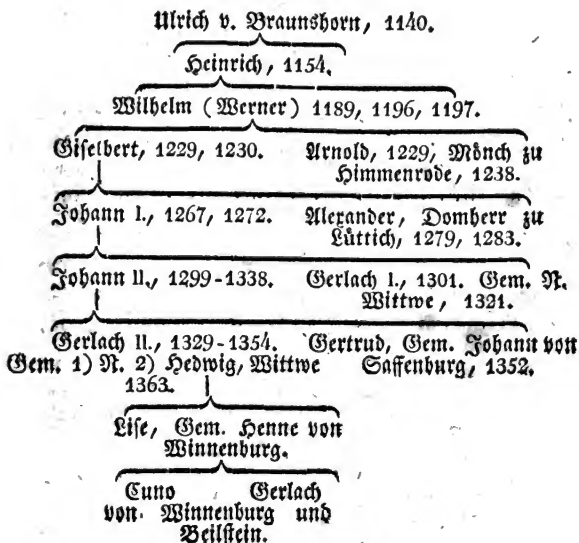 Ulrich v. Braunshorn, 1140.
Heinrich, 1154.
Wilhelm (Werner) 1189, 1196, 1197.
Giselbert, 1229, 1230. Arnold, 1229, Mönch zu
Himmenrode, 1238.
Johann I., 1267, 1272. Alexander, Domherr zu
Lüttich, 1279, 1283.
Johann II., 1299-1338. Gerlach I., 1301. Gem. N.
Wittwe, 1321.
Gerlach II., 1329-1354. Gertrud, Gem. Johann von
Gem. 1) N. 2) Hedwig, Wittwe Saffenburg, 1352.
1363.
Lise, Gem. Henne von
Winnenburg.
Cuno Gerlach
von Winnenburg und
Beilstein.